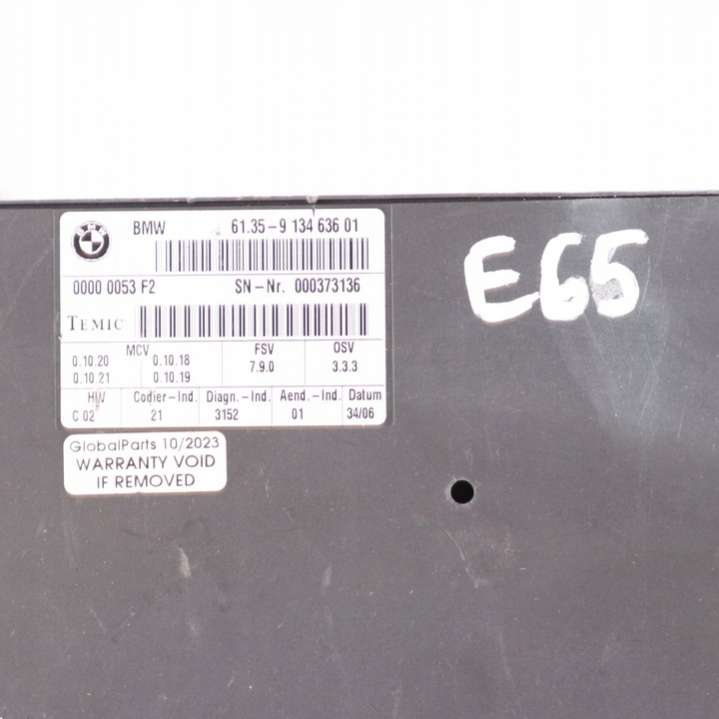 BMW 61.35-9 134 636 01
0000 0053 F2 SN-Nr. 000373136
TEMIC
MCV FSV OSV
0.10.20 0.10.18 7.9.0 3.3.3
0.10.21 0.10.19
HW Codier-Ind. Diagn.-Ind. Aend.-Ind. Datum
C 02 21 3152 01 34/06
GlobalParts 10/2023
WARRANTY VOID
IF REMOVED
E65